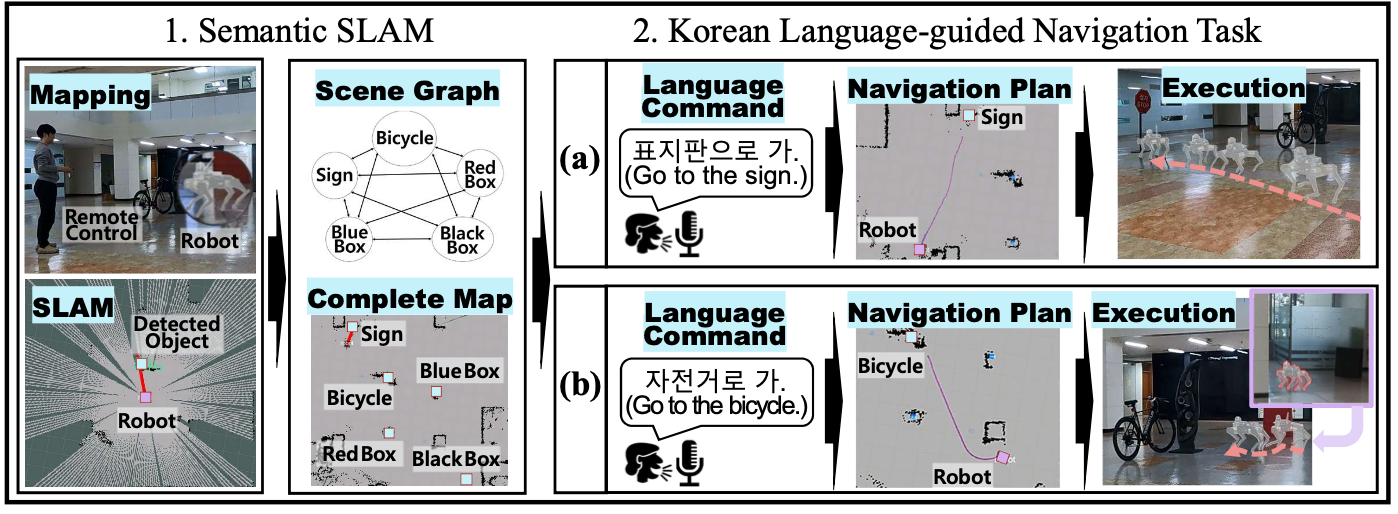 1. Semantic SLAM
2. Korean Language-guided Navigation Task
Mapping
Remote
Control
Robot
SLAM
Detected
Object
Robot
Scene Graph
Bicycle
Sign
Red
Box
Blue
Box
Black
Box
Complete Map
Sign
Bicycle
Blue Box
Red Box
Black Box
(a)
Language
Command
표지판으로 가.
(Go to the sign.)
Navigation Plan
Sign
Robot
Execution
정지
STOP
(b)
Language
Command
자전거로 가.
(Go to the bicycle.)
Navigation Plan
Bicycle
Robot
Execution